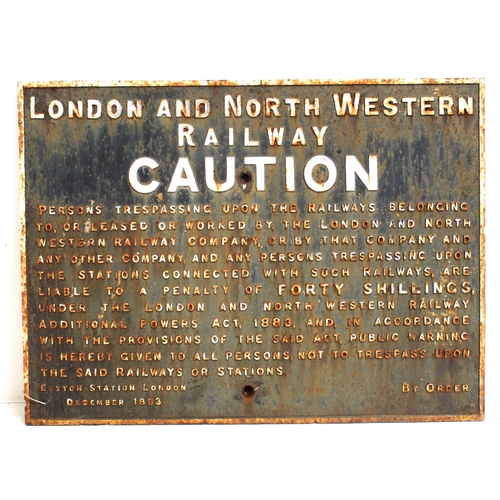 LONDON AND NORTH WESTERN
RAILWAY
CAUTION
PERSONS TRESPASSING UPON THE RAILWAYS BELONGING
TO, OR LEASED OR WORKED BY THE LONDON AND NORTH
WESTERN RAILWAY COMPANY, OR BY THAT COMPANY AND
ANY OTHER COMPANY, AND ANY PERSONS TRESPASSING UPON
THE STATIONS CONNECTED WITH SUCH RAILWAYS, ARE
LIABLE TO A PENALTY OF FORTY SHILLINGS,
UNDER THE LONDON AND NORTH WESTERN RAILWAY
ADDITIONAL POWERS ACT, 1883, AND, IN ACCORDANCE
WITH THE PROVISIONS OF THE SAID ACT, PUBLIC WARNING
IS HEREBY GIVEN TO ALL PERSONS NOT TO TRESPASS UPON
THE SAID RAILWAYS OR STATIONS.
EUSTON STATION LONDON
DECEMBER 1883
BY ORDER